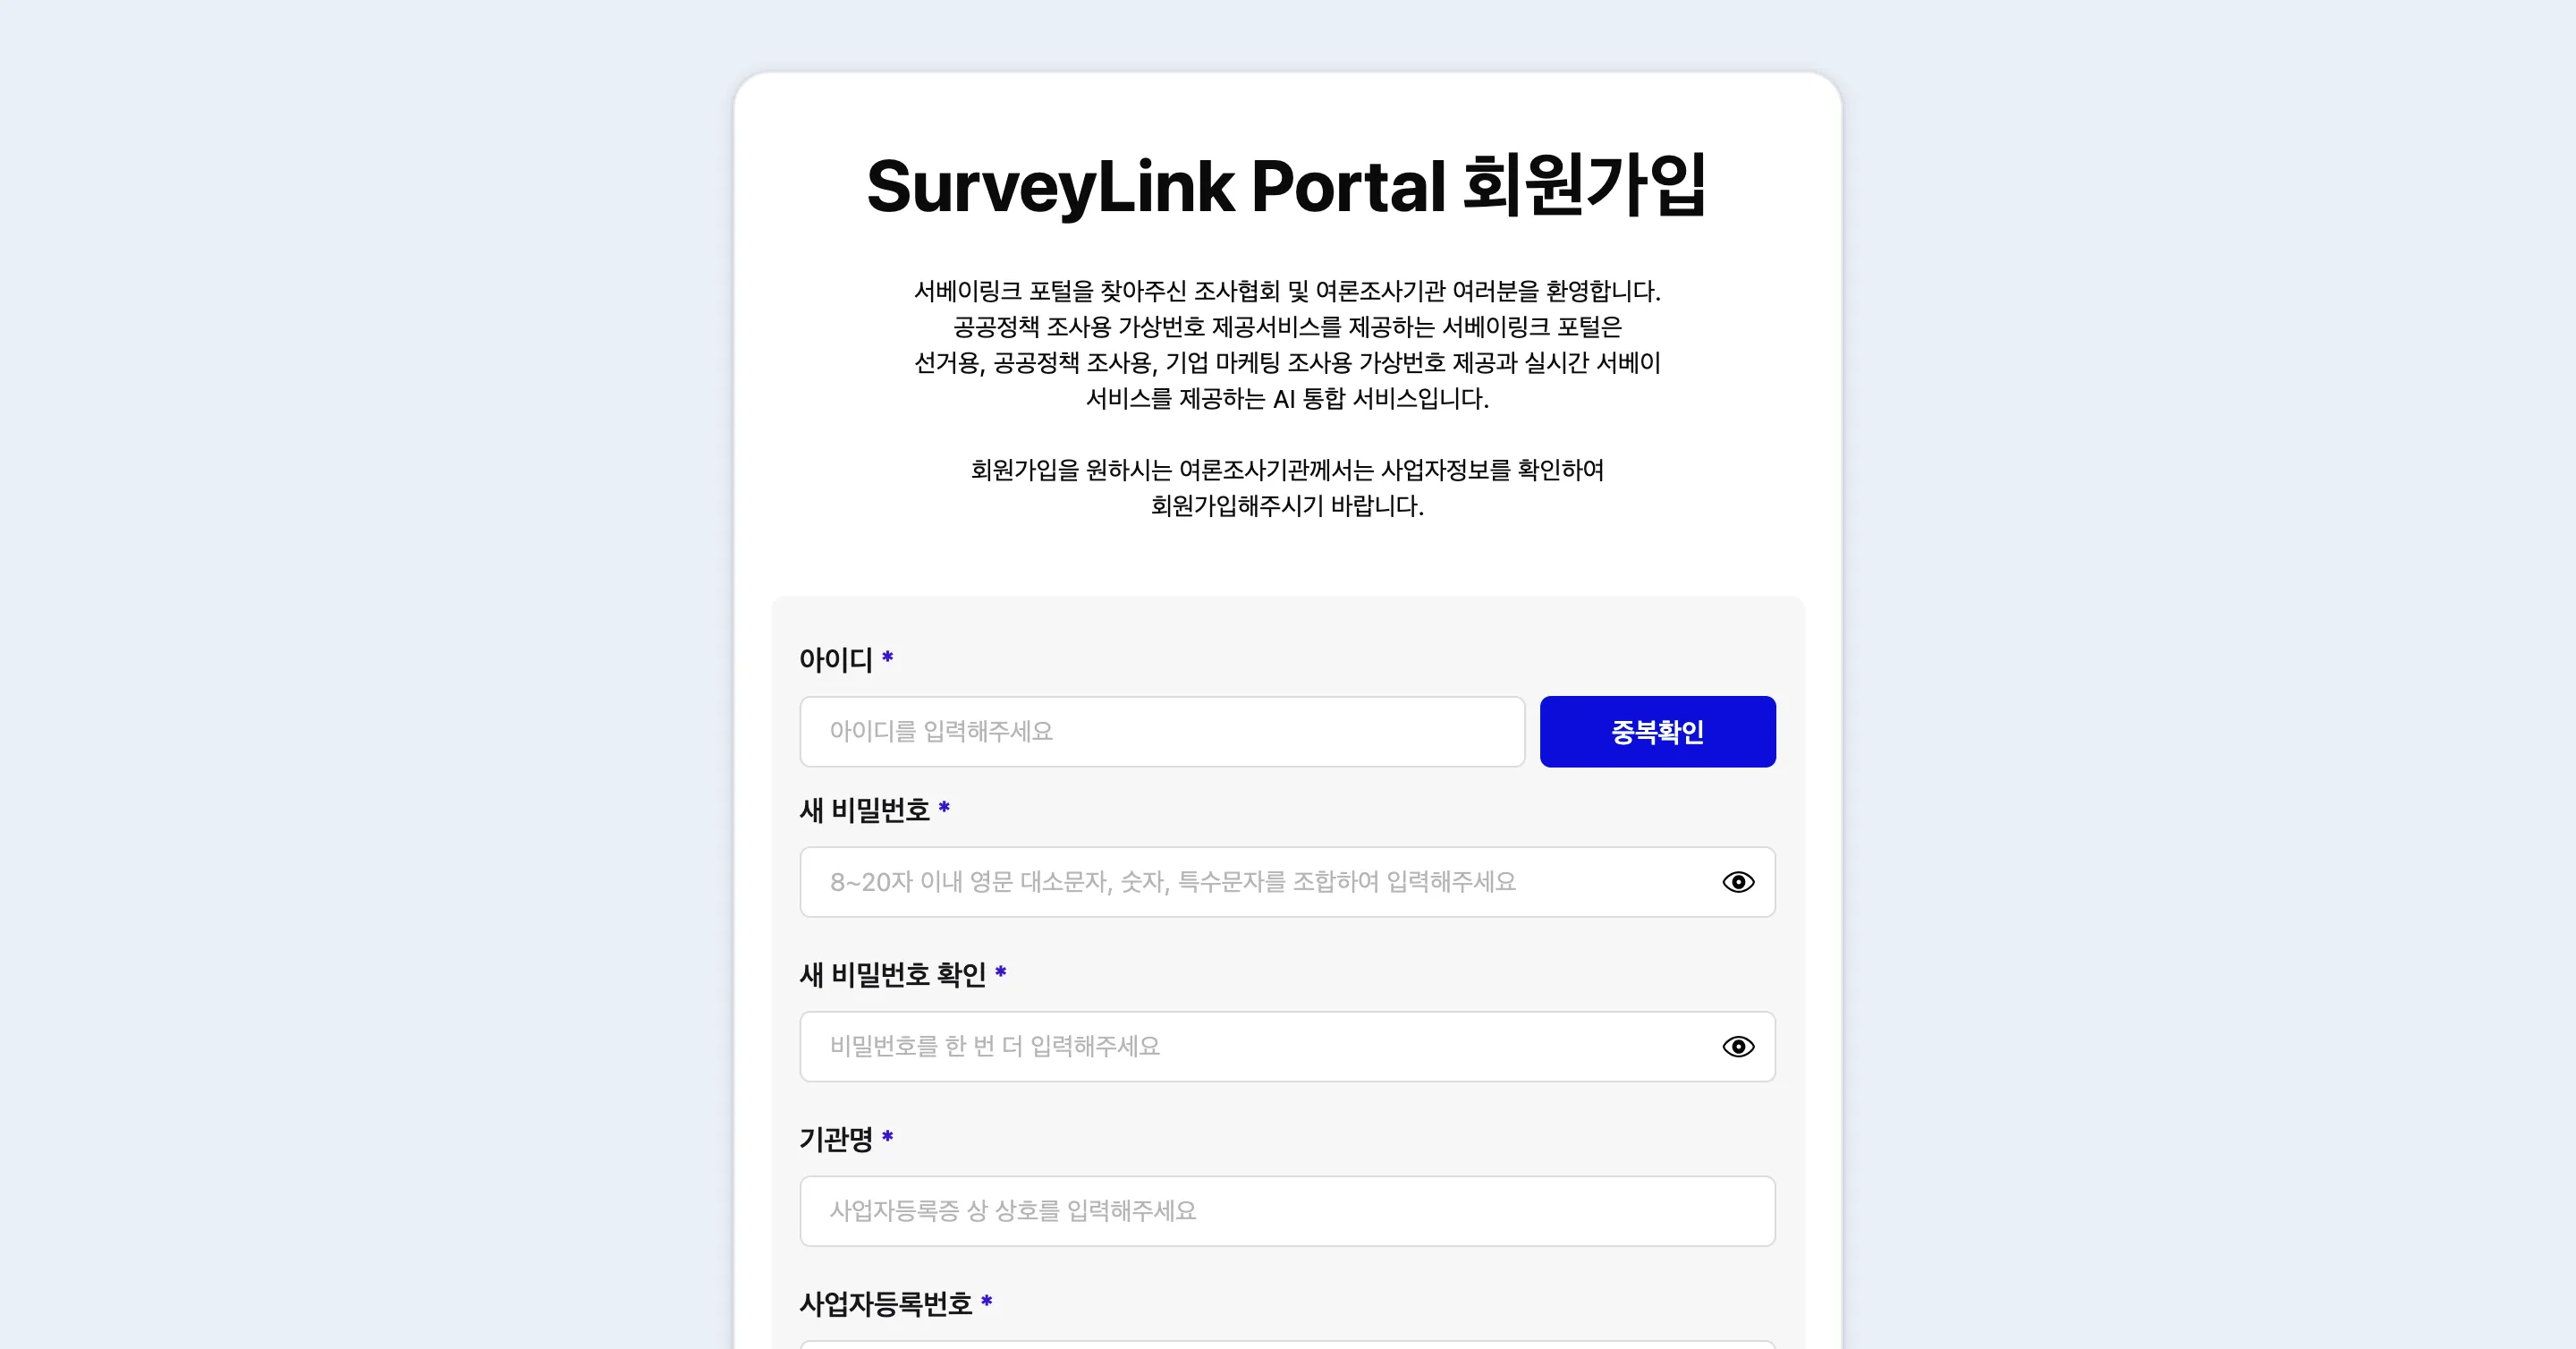 SurveyLink Portal 회원가입
서베이링크 포털을 찾아주신 조사협회 및 여론조사기관 여러분을 환영합니다.
공공정책 조사용 가상번호 제공서비스를 제공하는 서베이링크 포털은
선거용, 공공정책 조사용, 기업 마케팅 조사용 가상번호 제공과 실시간 서베이
서비스를 제공하는 AI 통합 서비스입니다.
회원가입을 원하시는 여론조사기관께서는 사업자정보를 확인하여
회원가입해주시기 바랍니다.
아이디 *
아이디를 입력해주세요
중복확인
새 비밀번호 *
8~20자 이내 영문 대소문자, 숫자, 특수문자를 조합하여 입력해주세요
새 비밀번호 확인 *
비밀번호를 한 번 더 입력해주세요
기관명 *
사업자등록증 상 상호를 입력해주세요
사업자등록번호 *